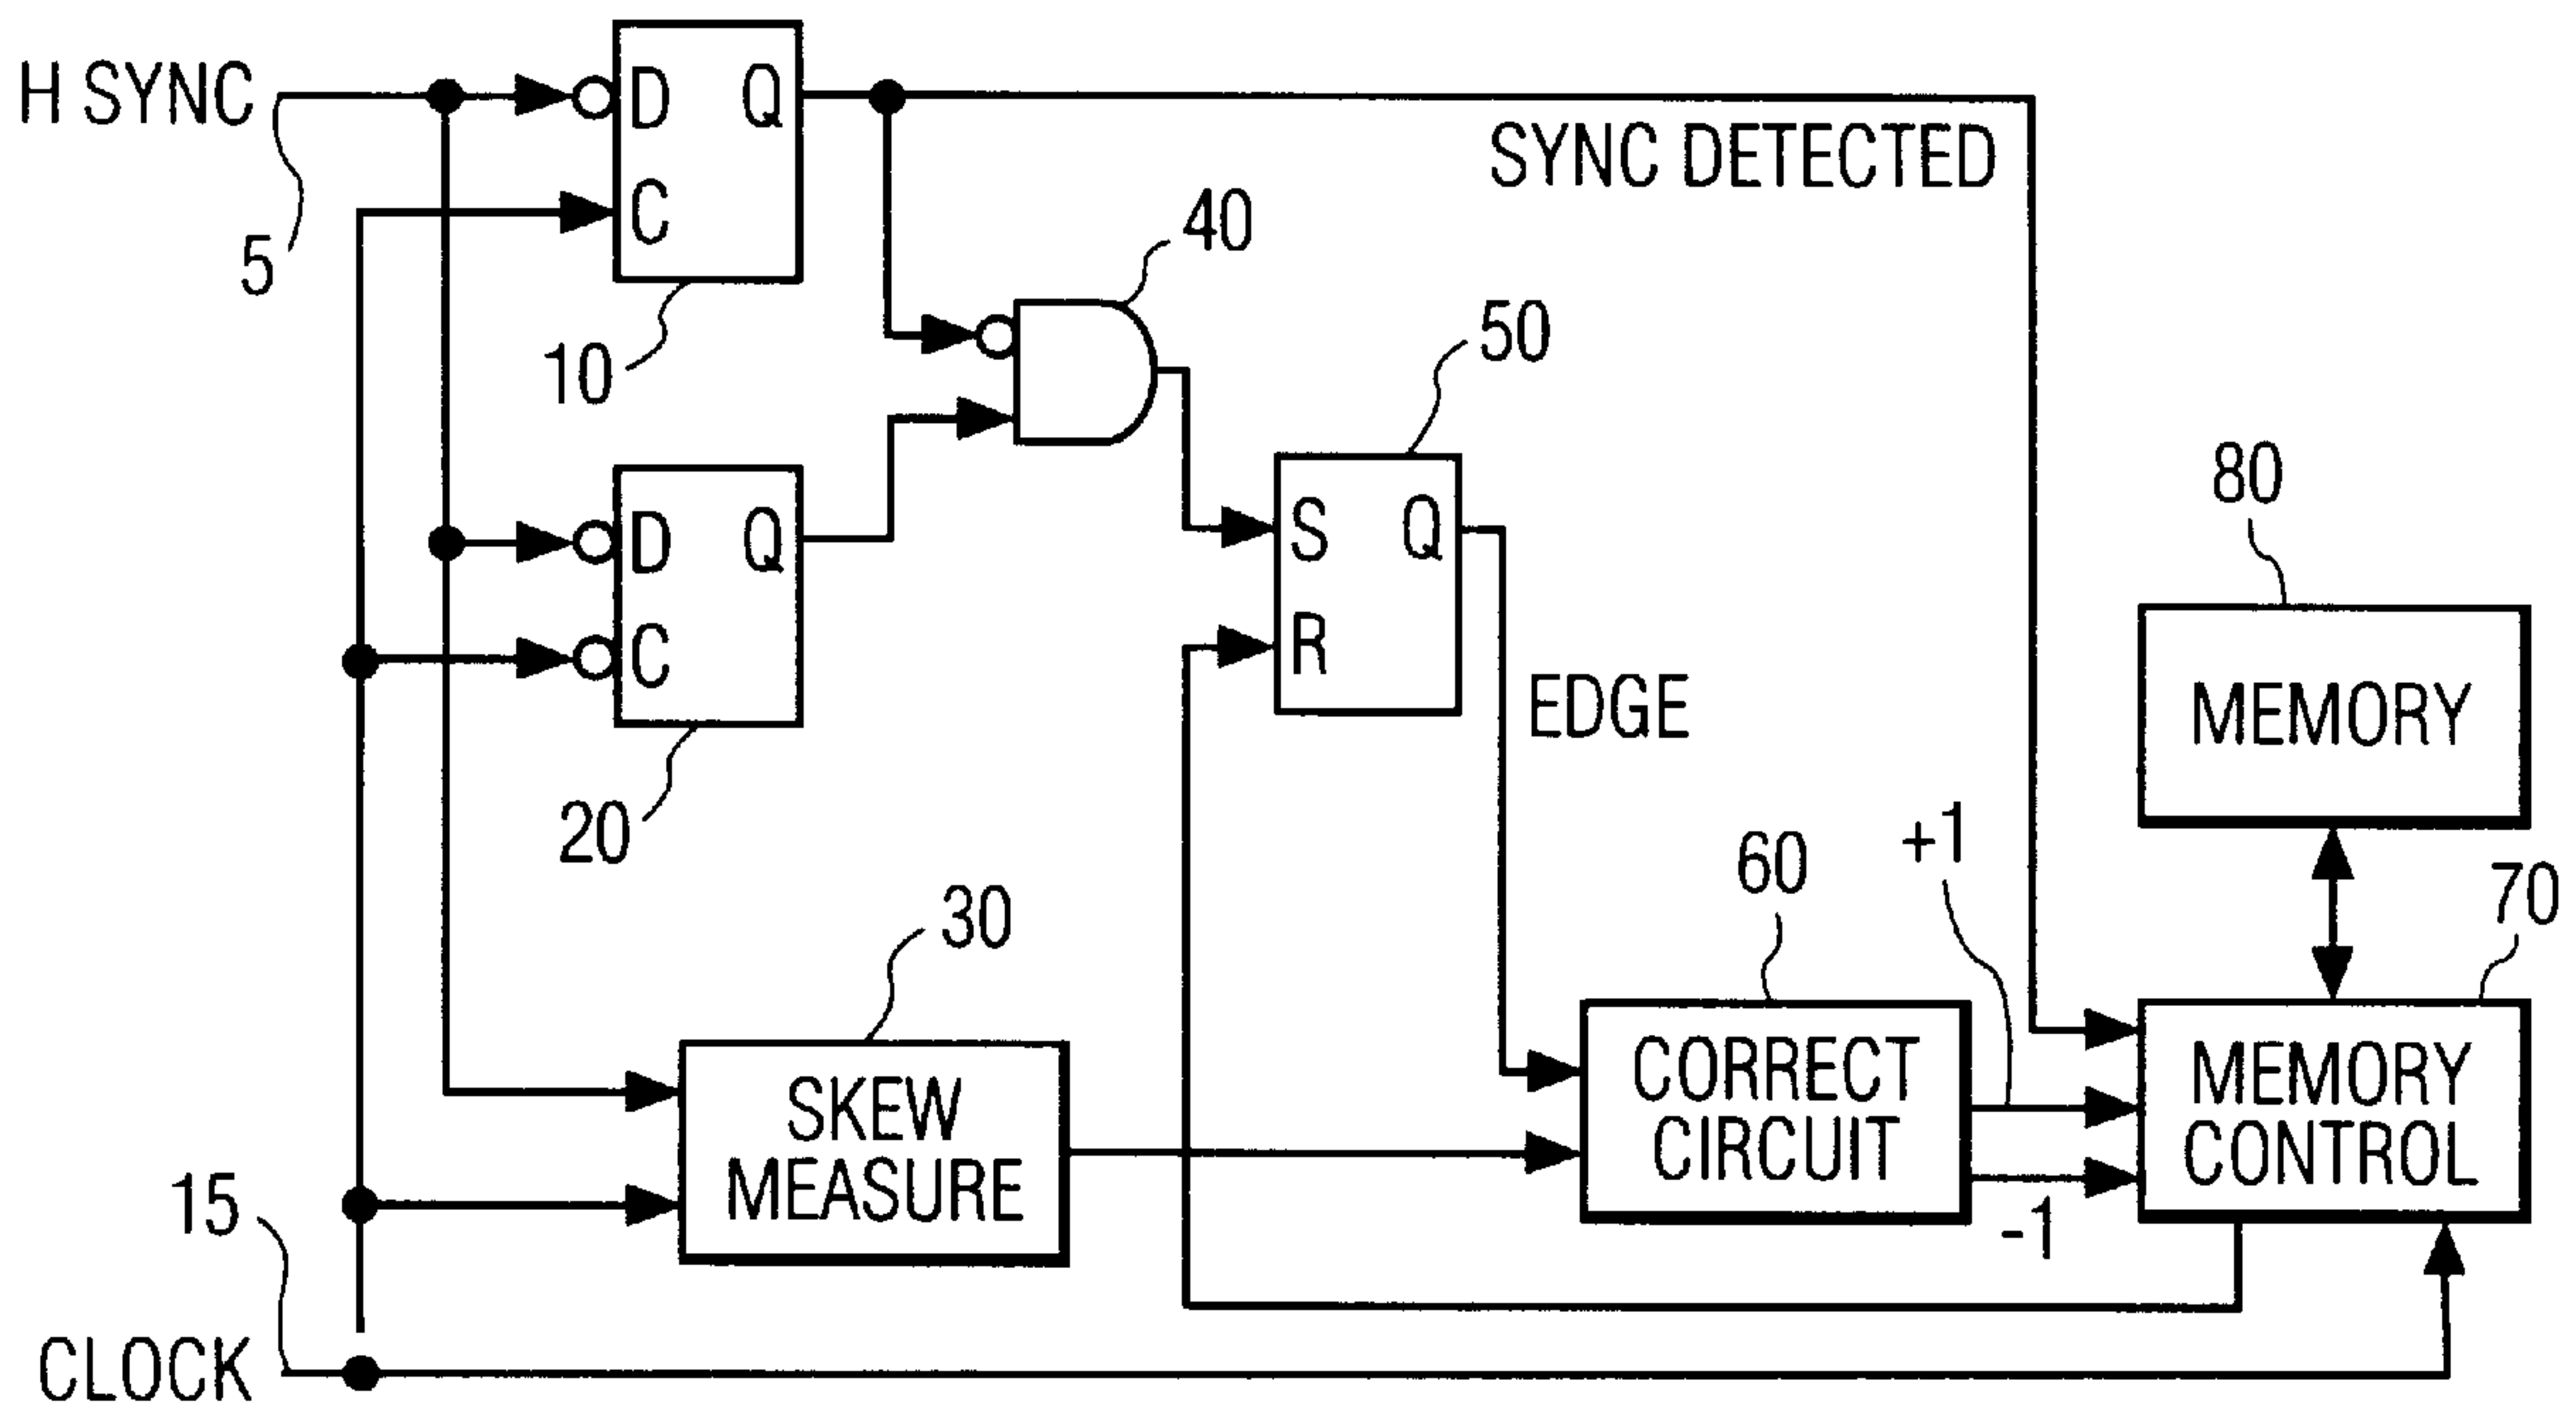 H SYNC
D Q
C
5
10
SYNC DETECTED
40
50
D Q
C
20
S Q
R
EDGE
80
MEMORY
30
60
+1
70
SKEW
MEASURE
CORRECT
CIRCUIT
MEMORY
CONTROL
-1
15
CLOCK